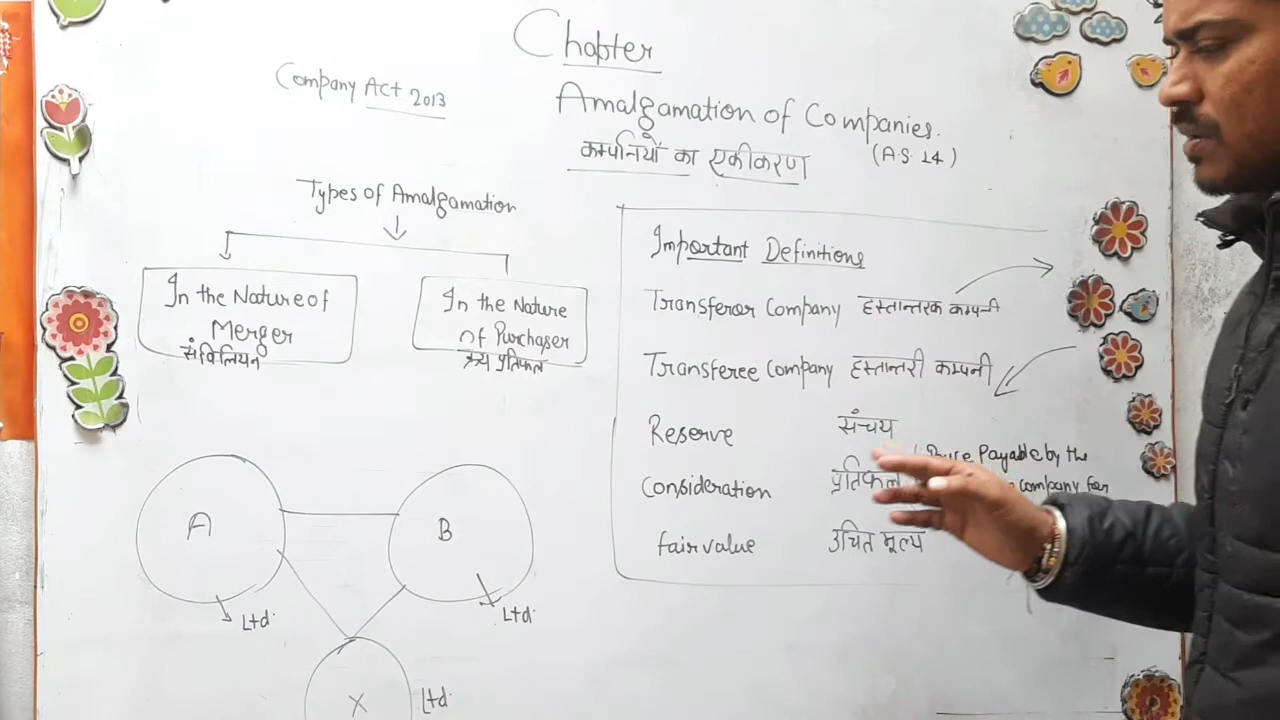 Chapter
Company Act 2013
Amalgamation of Companies.
कम्पनियों का एकीकरण
(A.S. 14)
Types of Amalgamation
In the Nature of
Merger
संविलियन
In the Nature
of Purchaser
क्रय प्रतिफल
Important Definitions
Transferor Company हस्तान्तरक कम्पनी
Transferee Company हस्तान्तरी कम्पनी
Reserve संचय
Payable by the
Consideration प्रतिफल company for
fair value उचित मूल्य
A
Ltd.
B
Ltd.
X
Ltd.